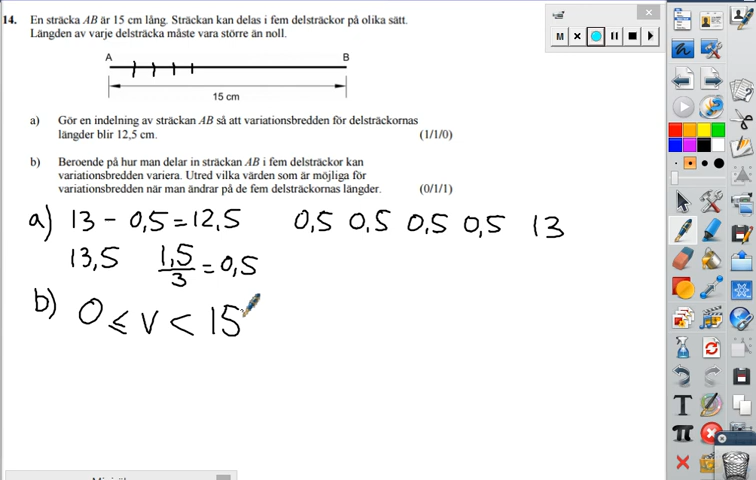 14. En sträcka AB är 15 cm lång. Sträckan kan delas i fem delsträckor på olika sätt.
Längden av varje delsträcka måste vara större än noll.
A B
15 cm
a) Gör en indelning av sträckan AB så att variationsbredden för delsträckornas
längder blir 12,5 cm. (1/1/0)
b) Beroende på hur man delar in sträckan AB i fem delsträckor kan
variationsbredden variera. Utred vilka värden som är möjliga för
variationsbredden när man ändrar på de fem delsträckornas längder. (0/1/1)
a) 13 - 0,5 = 12,5 0,5 0,5 0,5 0,5 13
13,5 1,5/3 = 0,5
b) 0 ≤ v < 15
M
T
π